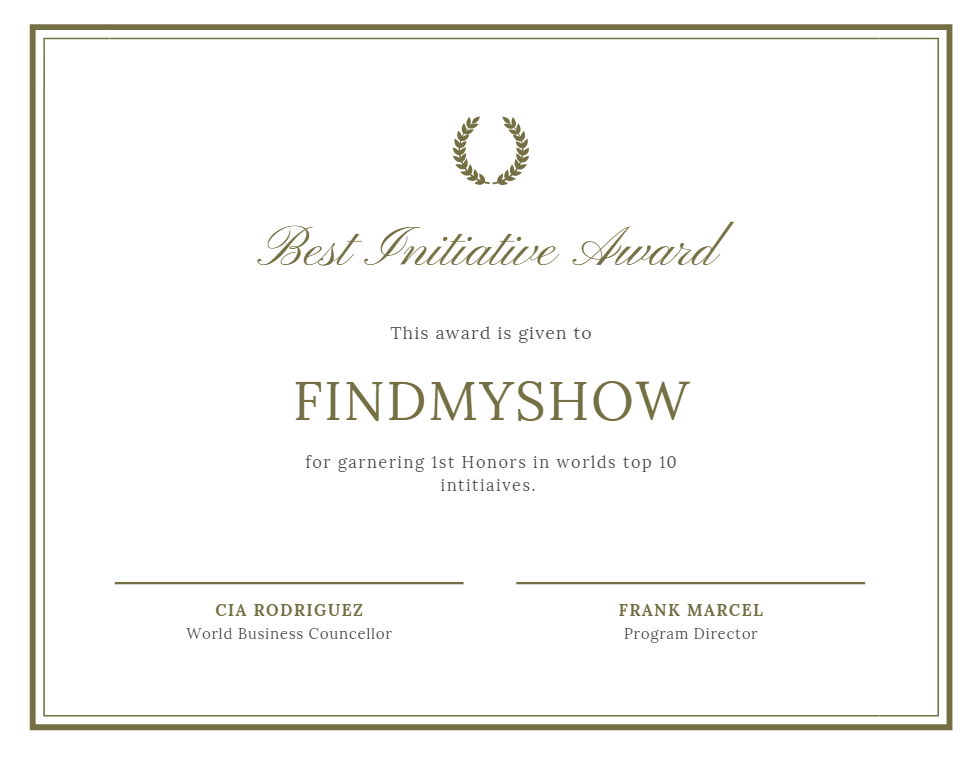 Best Initiative Award
This award is given to
FINDMYSHOW
for garnering 1st Honors in worlds top 10
intitiaives.
CIA RODRIGUEZ
World Business Councellor
FRANK MARCEL
Program Director